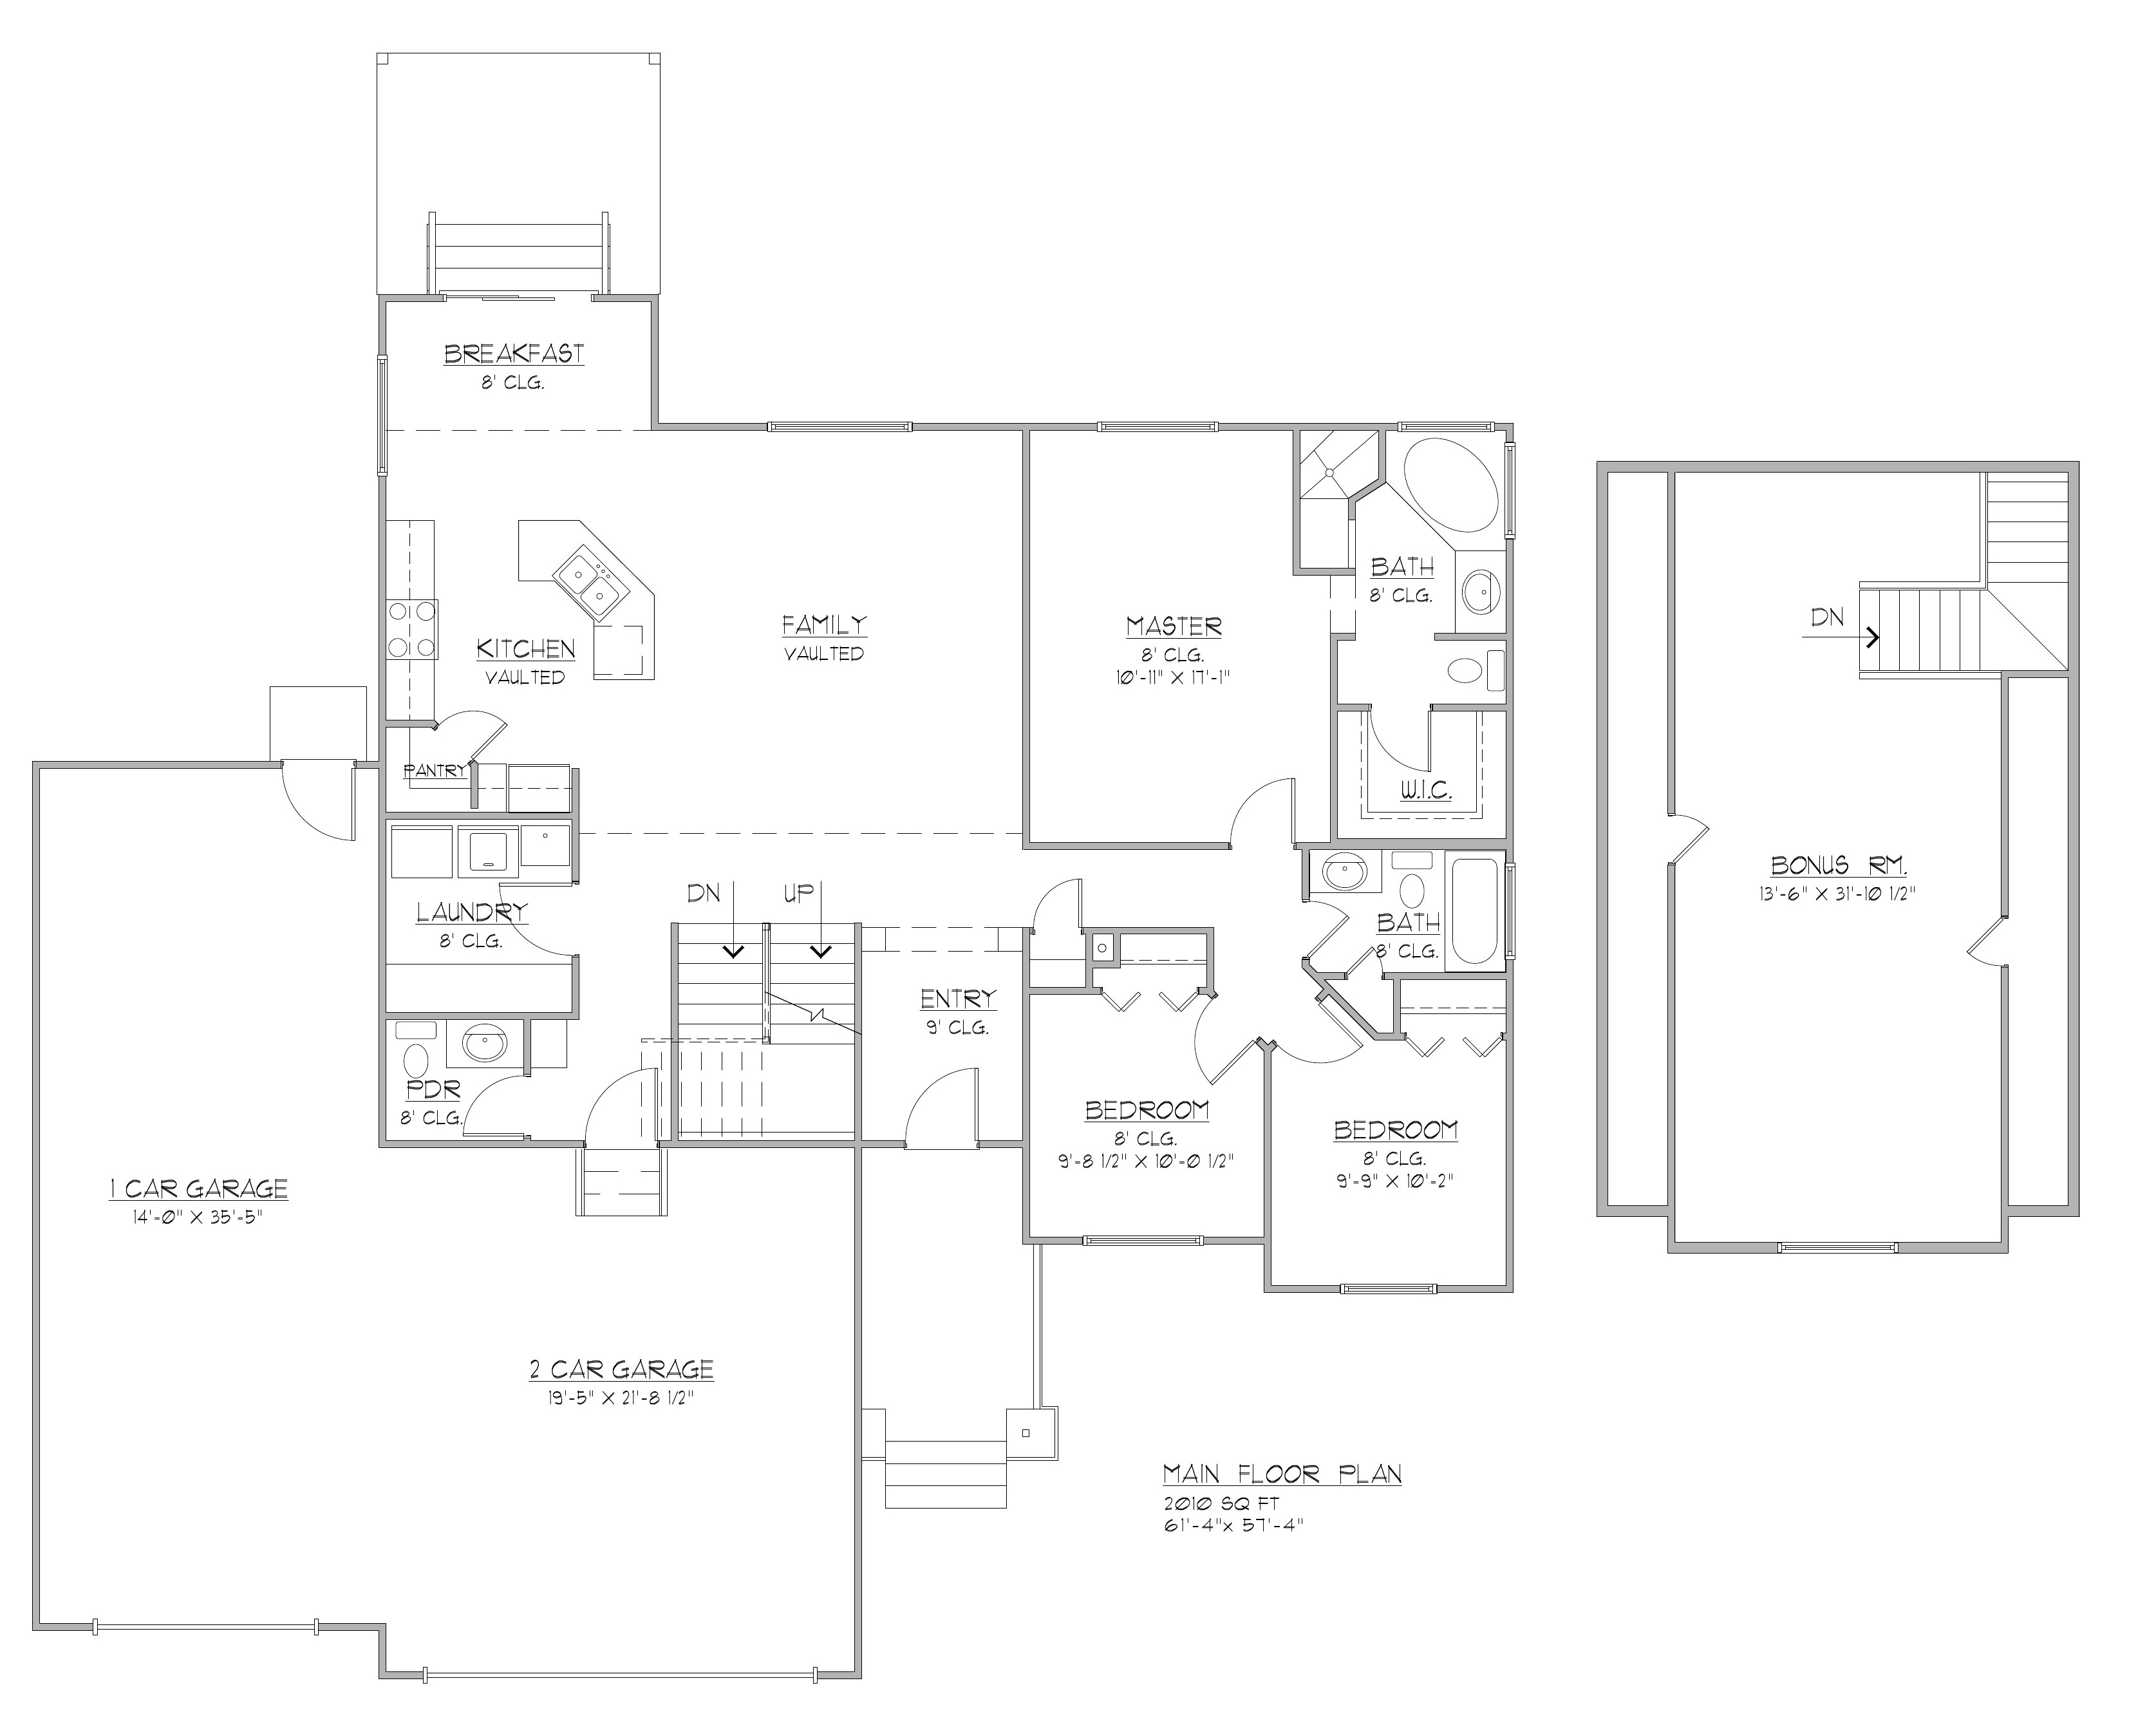 BREAKFAST
8' CLG.
KITCHEN
VAULTED
FAMILY
VAULTED
MASTER
8' CLG.
10'-11" X 17'-1"
BATH
8' CLG.
W.I.C.
PANTRY
LAUNDRY
8' CLG.
DN
UP
ENTRY
9' CLG.
BATH
8' CLG.
PDR
8' CLG.
BEDROOM
8' CLG.
9'-8 1/2" X 10'-0 1/2"
BEDROOM
8' CLG.
9'-9" X 10'-2"
1 CAR GARAGE
14'-0" X 35'-5"
2 CAR GARAGE
19'-5" X 21'-8 1/2"
MAIN FLOOR PLAN
2010 SQ FT
61'-4"x 57'-4"
DN
BONUS RM.
13'-6" X 31'-10 1/2"